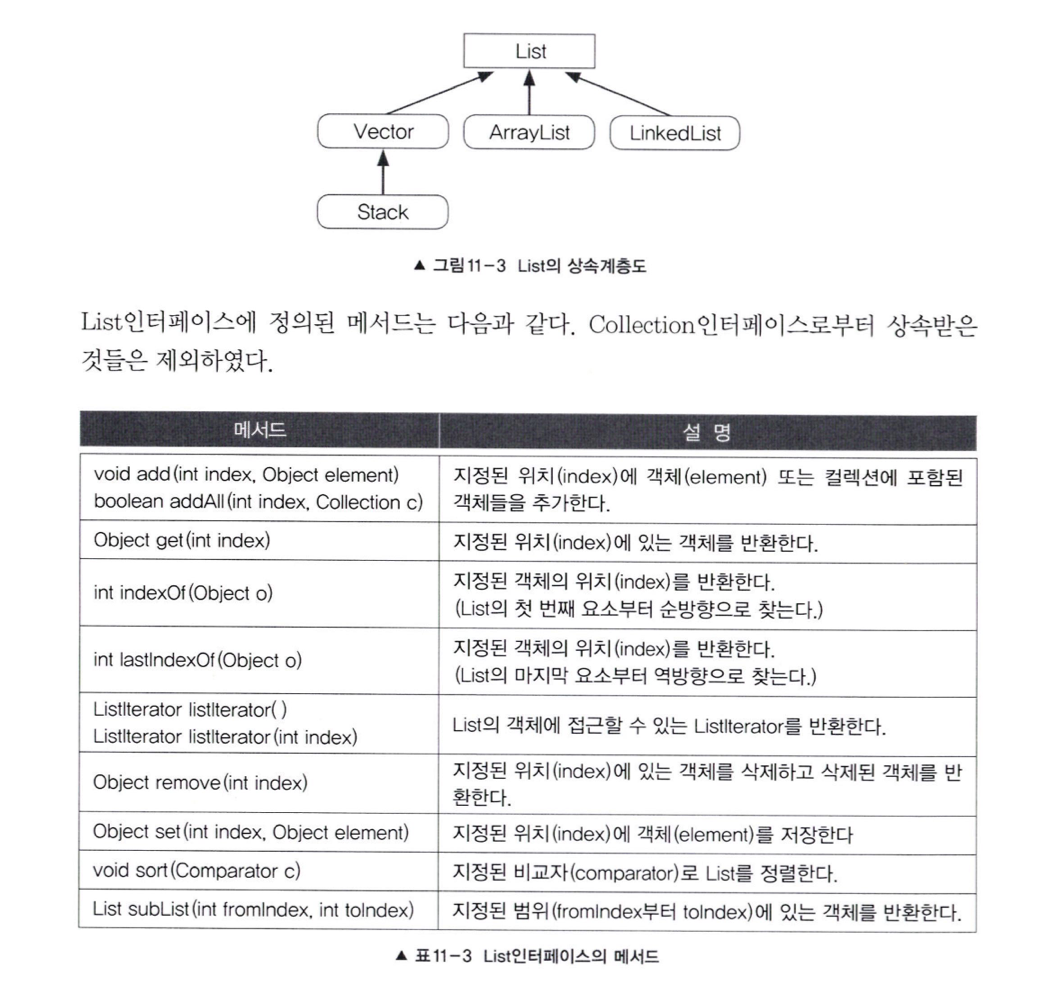 List
Vector
ArrayList
LinkedList
Stack
▲ 그림 11-3 List의 상속계층도
List인터페이스에 정의된 메서드는 다음과 같다. Collection인터페이스로부터 상속받은
것들은 제외하였다.
메서드
설 명
void add(int index, Object element)
boolean addAll(int index, Collection c)
지정된 위치(index)에 객체(element) 또는 컬렉션에 포함된
객체들을 추가한다.
Object get(int index)
지정된 위치(index)에 있는 객체를 반환한다.
int indexOf(Object o)
지정된 객체의 위치(index)를 반환한다.
(List의 첫 번째 요소부터 순방향으로 찾는다.)
int lastIndexOf(Object o)
지정된 객체의 위치(index)를 반환한다.
(List의 마지막 요소부터 역방향으로 찾는다.)
ListIterator listIterator( )
ListIterator listIterator(int index)
List의 객체에 접근할 수 있는 ListIterator를 반환한다.
Object remove(int index)
지정된 위치(index)에 있는 객체를 삭제하고 삭제된 객체를 반
환한다.
Object set(int index, Object element)
지정된 위치(index)에 객체(element)를 저장한다
void sort(Comparator c)
지정된 비교자(comparator)로 List를 정렬한다.
List subList(int fromIndex, int toIndex)
지정된 범위(fromIndex부터 toIndex)에 있는 객체를 반환한다.
▲ 표 11-3 List인터페이스의 메서드